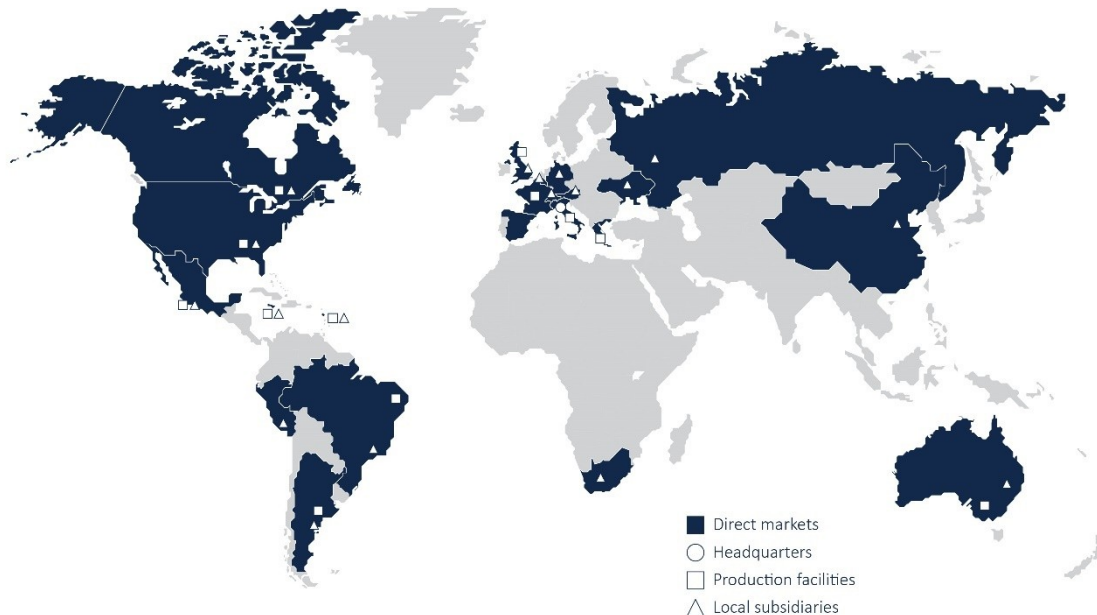 Direct markets
Headquarters
Production facilities
Local subsidiaries